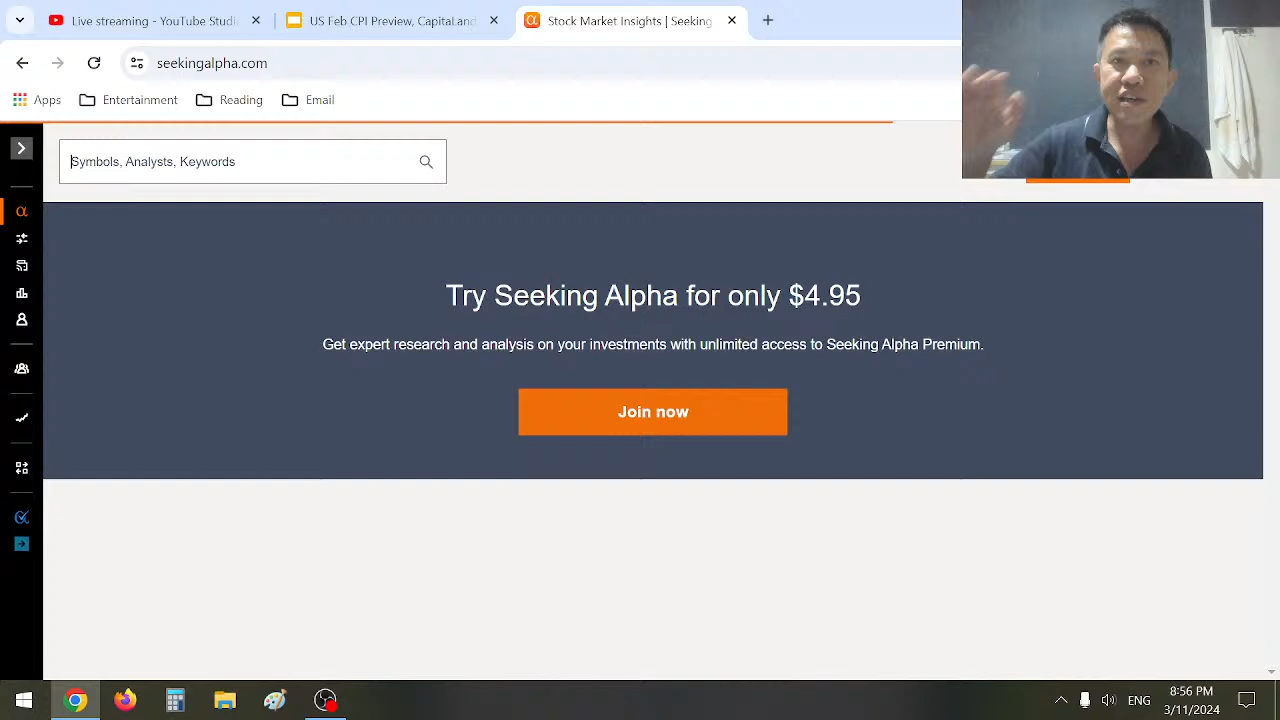 Live streaming - YouTube Studi
US Feb CPI Preview, CapitaLand
Stock Market Insights | Seeking
seekingalpha.com
Apps
Entertainment
Reading
Email
Symbols, Analysts, Keywords
Try Seeking Alpha for only $4.95
Get expert research and analysis on your investments with unlimited access to Seeking Alpha Premium.
Join now
ENG
8:56 PM
3/11/2024